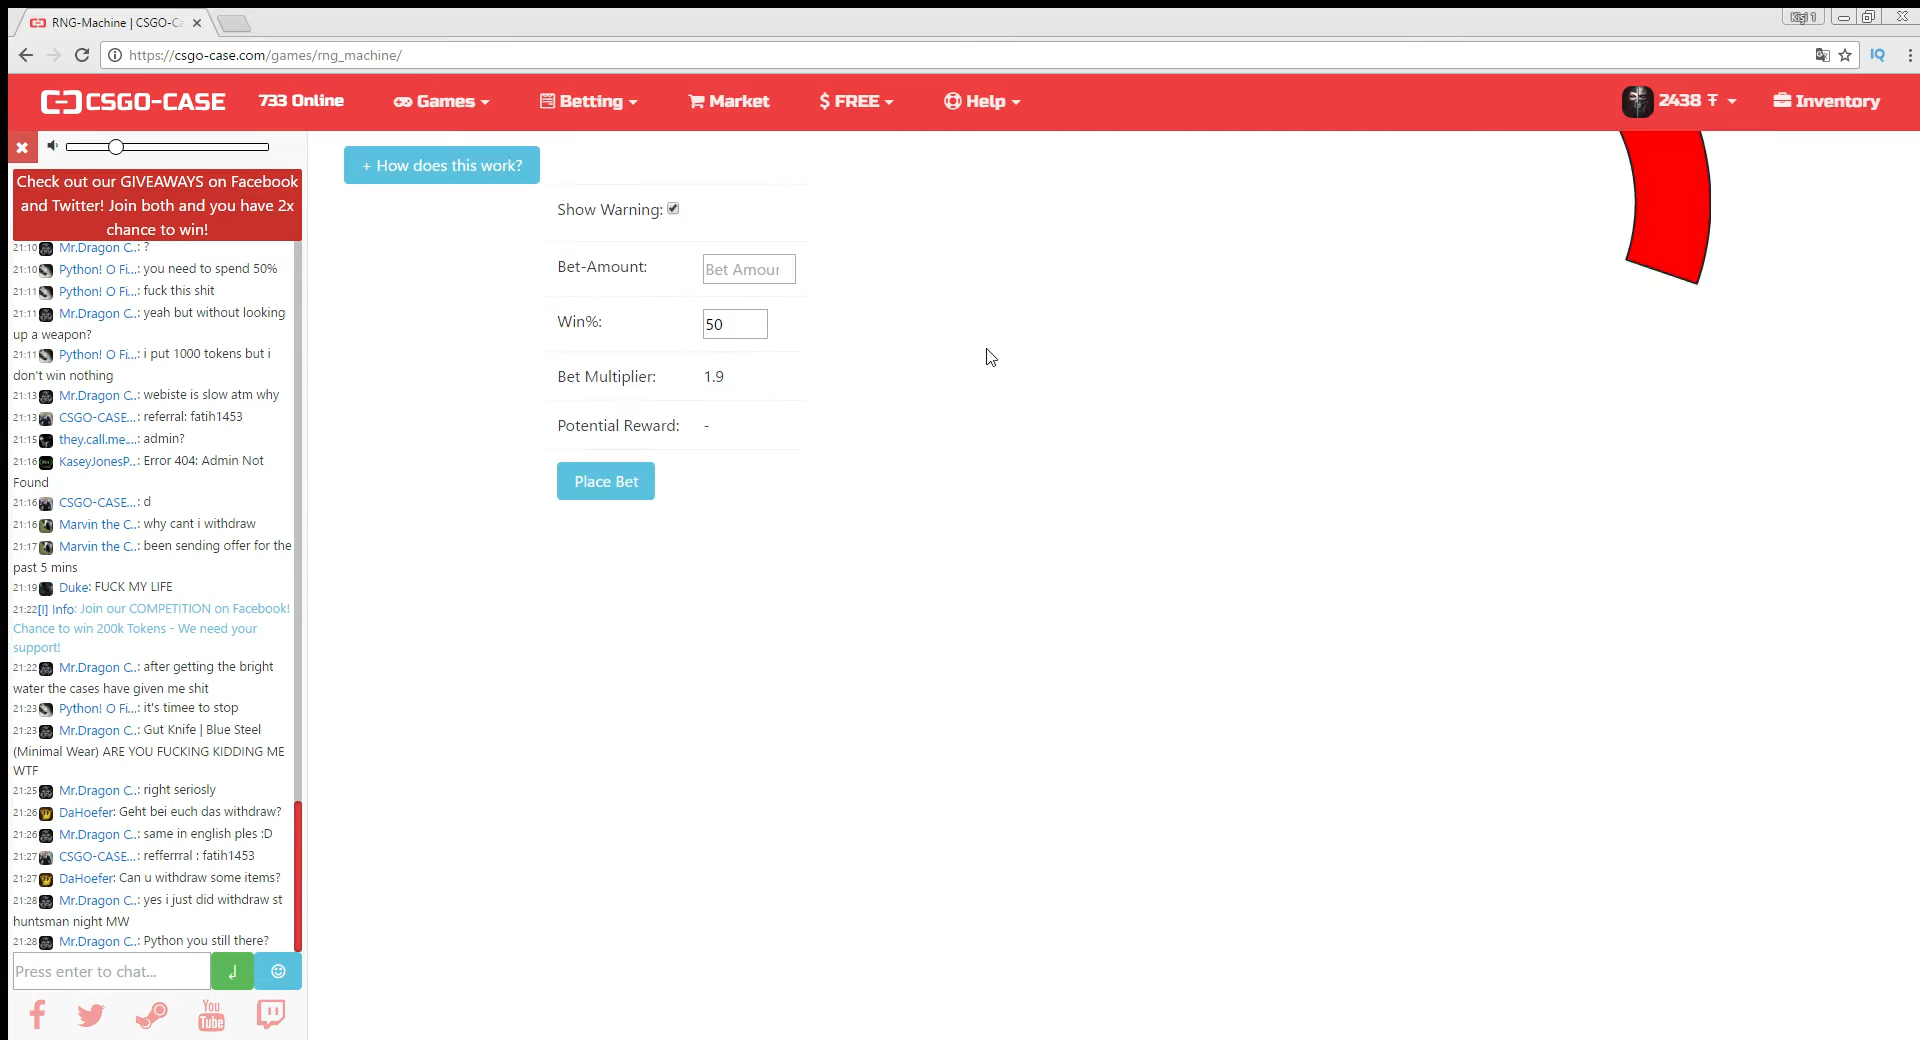 RNG-Machine | CSGO-Ca
Kişi 1
https://csgo-case.com/games/rng_machine/
IQ
CSGO-CASE
733 Online
Games
Betting
Market
$ FREE
Help
2438 Ŧ
Inventory
Check out our GIVEAWAYS on Facebook
and Twitter! Join both and you have 2x
chance to win!
21:10 Mr.Dragon C..: ?
21:10 Python! O Fi...: you need to spend 50%
21:11 Python! O Fi...: fuck this shit
21:11 Mr.Dragon C..: yeah but without looking
up a weapon?
21:11 Python! O Fi...: i put 1000 tokens but i
don't win nothing
21:13 Mr.Dragon C..: webiste is slow atm why
21:13 CSGO-CASE...: referral: fatih1453
21:15 they.call.me....: admin?
21:16 KaseyJonesP..: Error 404: Admin Not
Found
21:16 CSGO-CASE...: d
21:16 Marvin the C..: why cant i withdraw
21:17 Marvin the C..: been sending offer for the
past 5 mins
21:19 Duke: FUCK MY LIFE
21:22[I] Info: Join our COMPETITION on Facebook!
Chance to win 200k Tokens - We need your
support!
21:22 Mr.Dragon C..: after getting the bright
water the cases have given me shit
21:23 Python! O Fi...: it's timee to stop
21:23 Mr.Dragon C..: Gut Knife | Blue Steel
(Minimal Wear) ARE YOU FUCKING KIDDING ME
WTF
21:25 Mr.Dragon C..: right seriosly
21:26 DaHoefer: Geht bei euch das withdraw?
21:26 Mr.Dragon C..: same in english ples :D
21:27 CSGO-CASE...: refferrral : fatih1453
21:27 DaHoefer: Can u withdraw some items?
21:28 Mr.Dragon C..: yes i just did withdraw st
huntsman night MW
21:28 Mr.Dragon C..: Python you still there?
Press enter to chat...
You
Tube
+ How does this work?
Show Warning:
Bet-Amount: Bet Amour
Win%: 50
Bet Multiplier: 1.9
Potential Reward: -
Place Bet